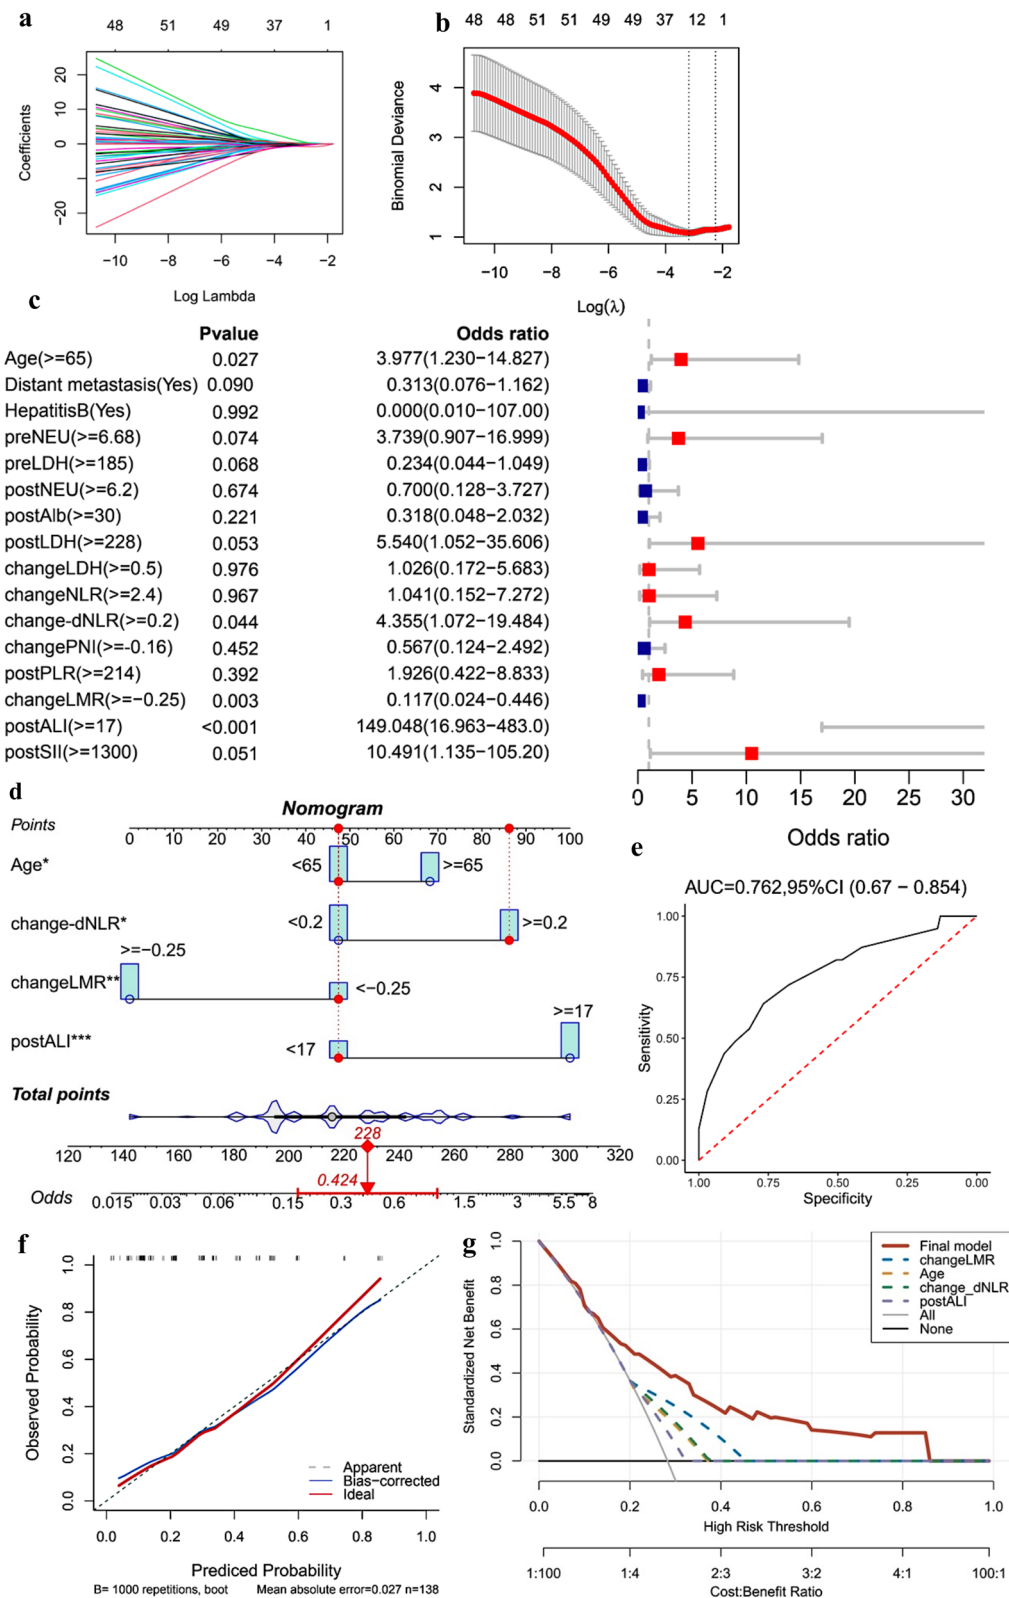 a
48 51 49 37 1
20
10
0
−20
Coefficients
−10 −8 −6 −4 −2
Log Lambda
b
48 48 51 51 49 49 37 12 1
4
3
2
1
Binomial Deviance
−10 −8 −6 −4 −2
Log(λ)
c
Pvalue Odds ratio
Age(>=65) 0.027 3.977(1.230−14.827)
Distant metastasis(Yes) 0.090 0.313(0.076−1.162)
HepatitisB(Yes) 0.992 0.000(0.010−107.00)
preNEU(>=6.68) 0.074 3.739(0.907−16.999)
preLDH(>=185) 0.068 0.234(0.044−1.049)
postNEU(>=6.2) 0.674 0.700(0.128−3.727)
postAlb(>=30) 0.221 0.318(0.048−2.032)
postLDH(>=228) 0.053 5.540(1.052−35.606)
changeLDH(>=0.5) 0.976 1.026(0.172−5.683)
changeNLR(>=2.4) 0.967 1.041(0.152−7.272)
change-dNLR(>=0.2) 0.044 4.355(1.072−19.484)
changePNI(>=-0.16) 0.452 0.567(0.124−2.492)
postPLR(>=214) 0.392 1.926(0.422−8.833)
changeLMR(>=−0.25) 0.003 0.117(0.024−0.446)
postALI(>=17) <0.001 149.048(16.963−483.0)
postSII(>=1300) 0.051 10.491(1.135−105.20)
0 5 10 15 20 25 30
Odds ratio
d
Nomogram
Points
0 10 20 30 40 50 60 70 80 90 100
Age*
<65
>=65
change-dNLR*
<0.2
>=0.2
>=−0.25
changeLMR**
<−0.25
>=17
postALI***
<17
Total points
228
120 140 160 180 200 220 240 260 280 300 320
0.424
Odds
0.015 0.03 0.06 0.15 0.3 0.6 1.5 3 5.5 8
e
AUC=0.762,95%CI (0.67 − 0.854)
1.00
0.75
0.50
0.25
0.00
Sensitivity
1.00 0.75 0.50 0.25 0.00
Specificity
f
1.0
0.8
0.6
0.4
0.2
0.0
Observed Probability
Apparent
Bias−corrected
Ideal
0.0 0.2 0.4 0.6 0.8 1.0
Prediced Probability
B= 1000 repetitions, boot Mean absolute error=0.027 n=138
g
1.0
0.8
0.6
0.4
0.2
0.0
Standardized Net Benefit
Final model
changeLMR
Age
change_dNLR
postALI
All
None
0.0 0.2 0.4 0.6 0.8 1.0
High Risk Threshold
1:100 1:4 2:3 3:2 4:1 100:1
Cost:Benefit Ratio